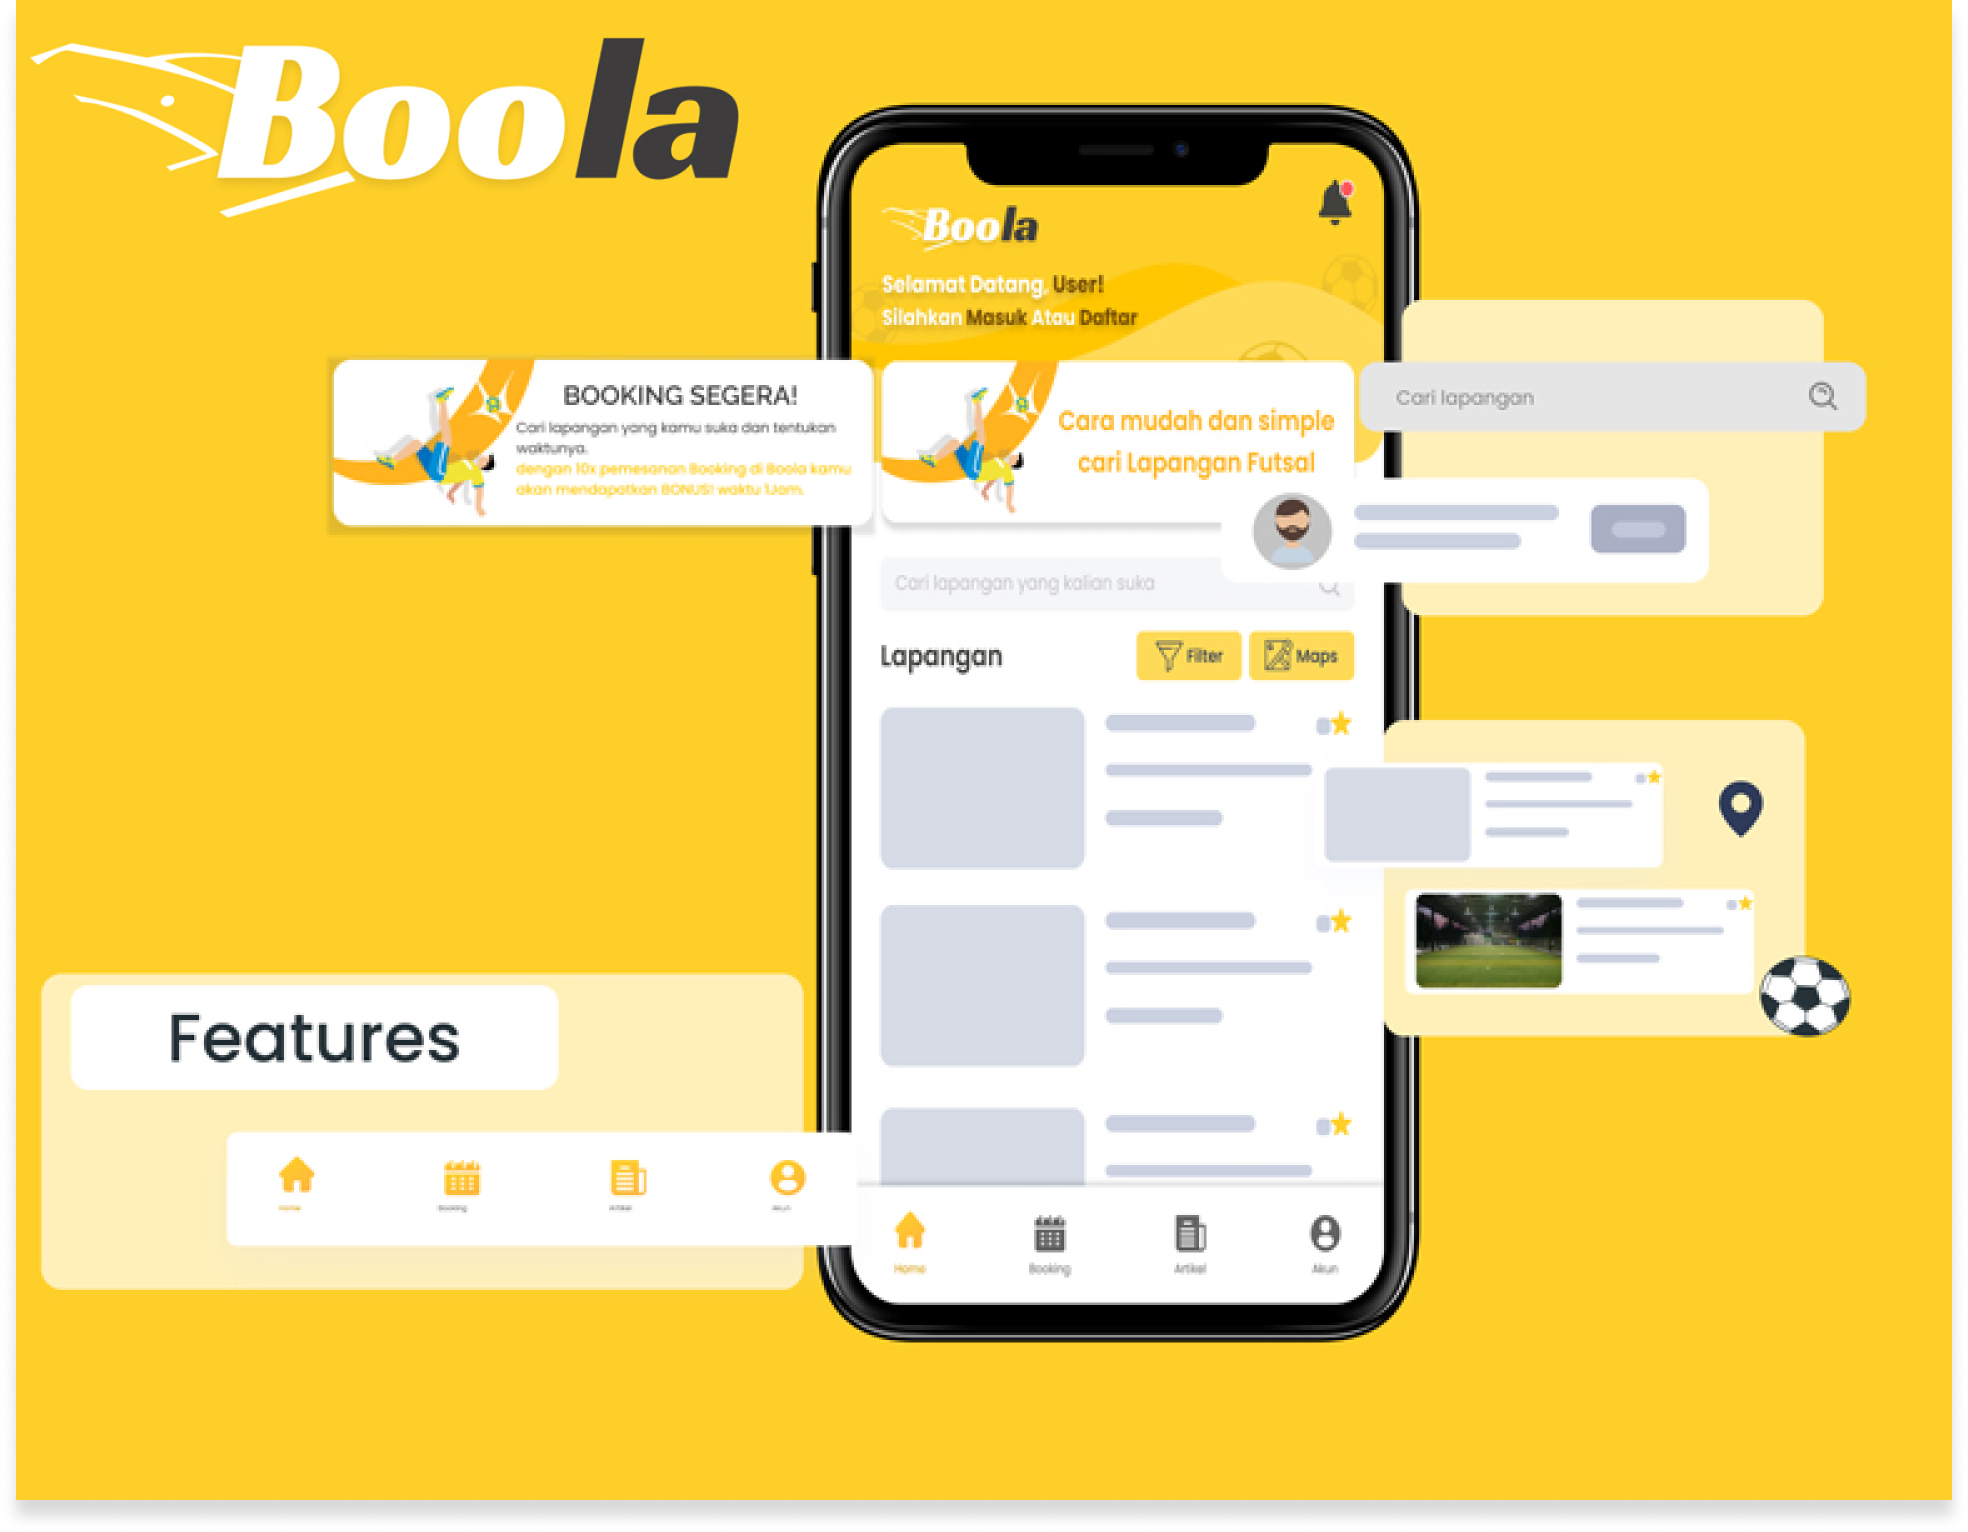 Boola
Boola
Selamat Datang, User!
Silahkan Masuk Atau Daftar
BOOKING SEGERA!
Cari lapangan yang kamu suka dan tentukan
waktunya.
dengan 10x pemesanan Booking di Boola kamu
akan mendapatkan BONUS! waktu 1Jam.
Cara mudah dan simple
cari Lapangan Futsal
Cari lapangan
Cari lapangan yang kalian suka
Lapangan
Filter
Maps
Features
Home
Booking
Artikel
Akun
Home
Booking
Artikel
Akun